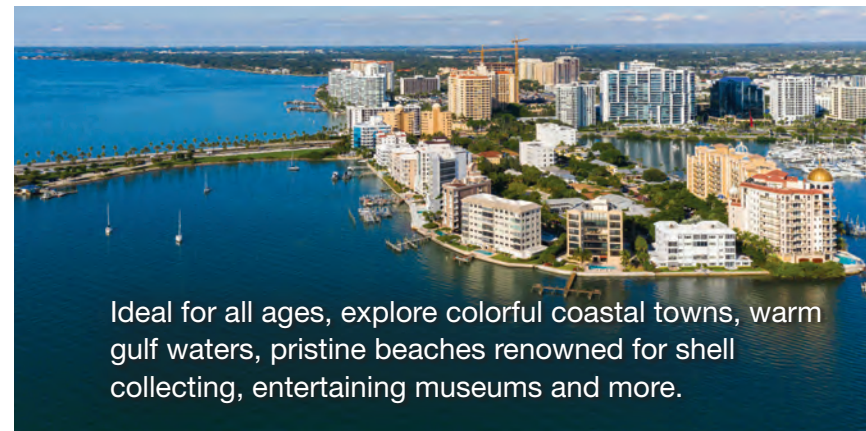 Ideal for all ages, explore colorful coastal towns, warm
gulf waters, pristine beaches renowned for shell
collecting, entertaining museums and more.